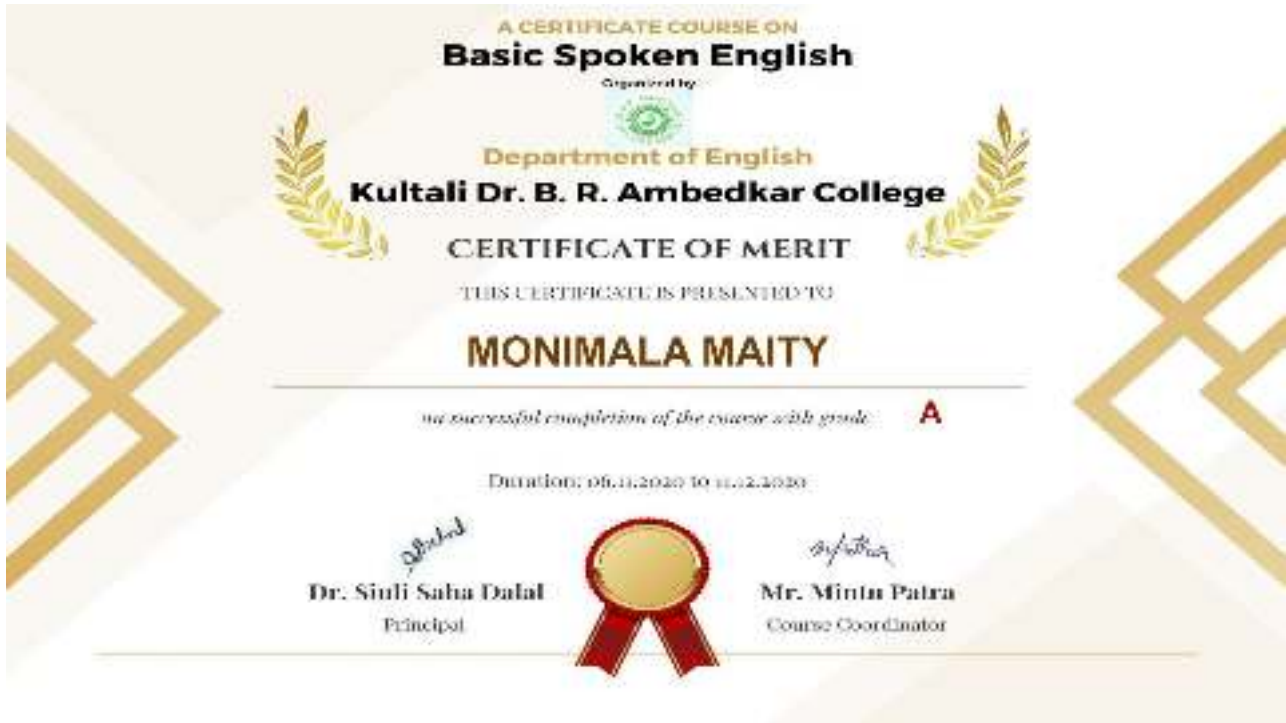 A CERTIFICATE COURSE ON
Basic Spoken English
Organized by
Department of English
Kultali Dr. B. R. Ambedkar College
CERTIFICATE OF MERIT
THIS CERTIFICATE IS PRESENTED TO
MONIMALA MAITY
on successful completion of the course with grade A
Duration: 06.11.2020 to 11.12.2020
Dr. Siuli Saha Dalal
Principal
Mr. Mintu Patra
Course Coordinator